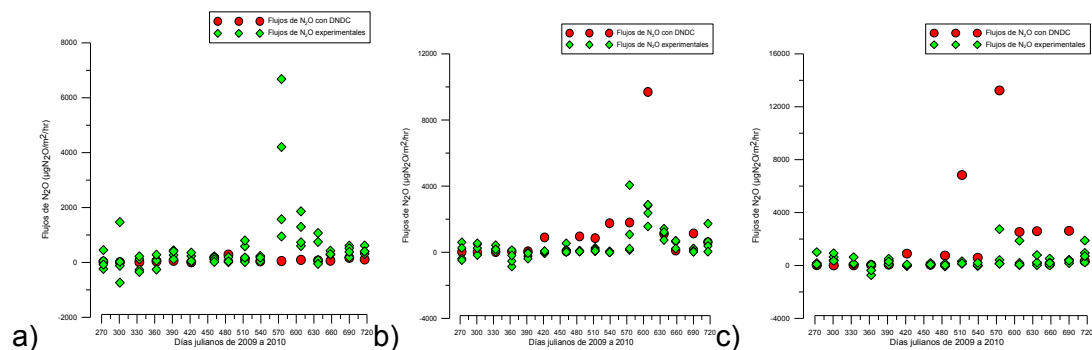 a)
Flujos de N₂O con DNDC
Flujos de N₂O experimentales
Flujos de N₂O (µgN₂O/m²/hr)
8000
6000
4000
2000
0
-2000
270 300 330 360 390 420 450 480 510 540 570 600 630 660 690 720
Días julianos de 2009 a 2010
b)
Flujos de N₂O con DNDC
Flujos de N₂O experimentales
Flujos de N₂O (µgN₂O/m²/hr)
12000
8000
4000
0
-4000
270 300 330 360 390 420 450 480 510 540 570 600 630 660 690 720
Días julianos de 2009 a 2010
c)
Flujos de N₂O con DNDC
Flujos de N₂O experimentales
Flujos de N₂O (µgN₂O/m²/hr)
16000
12000
8000
4000
0
-4000
270 300 330 360 390 420 450 480 510 540 570 600 630 660 690 720
Días julianos de 2009 a 2010